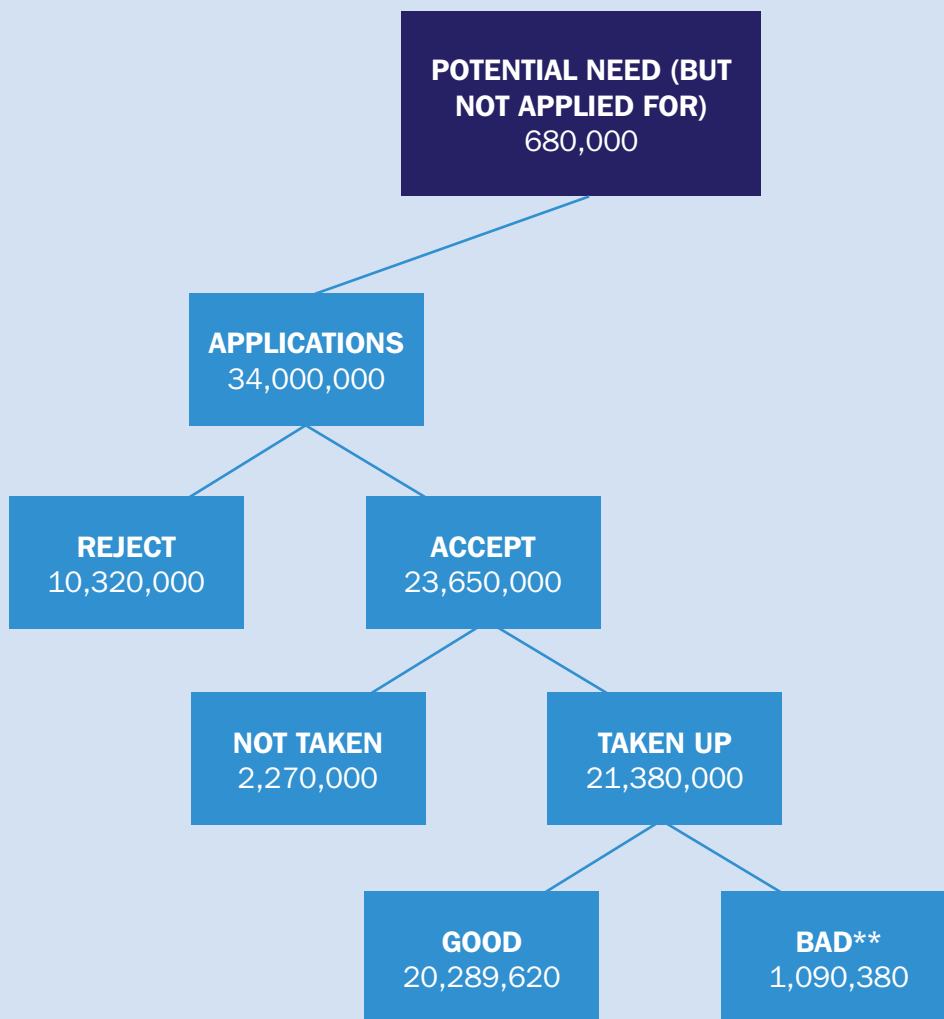 POTENTIAL NEED (BUT
NOT APPLIED FOR)
680,000
APPLICATIONS
34,000,000
REJECT
10,320,000
ACCEPT
23,650,000
NOT TAKEN
2,270,000
TAKEN UP
21,380,000
GOOD
20,289,620
BAD**
1,090,380